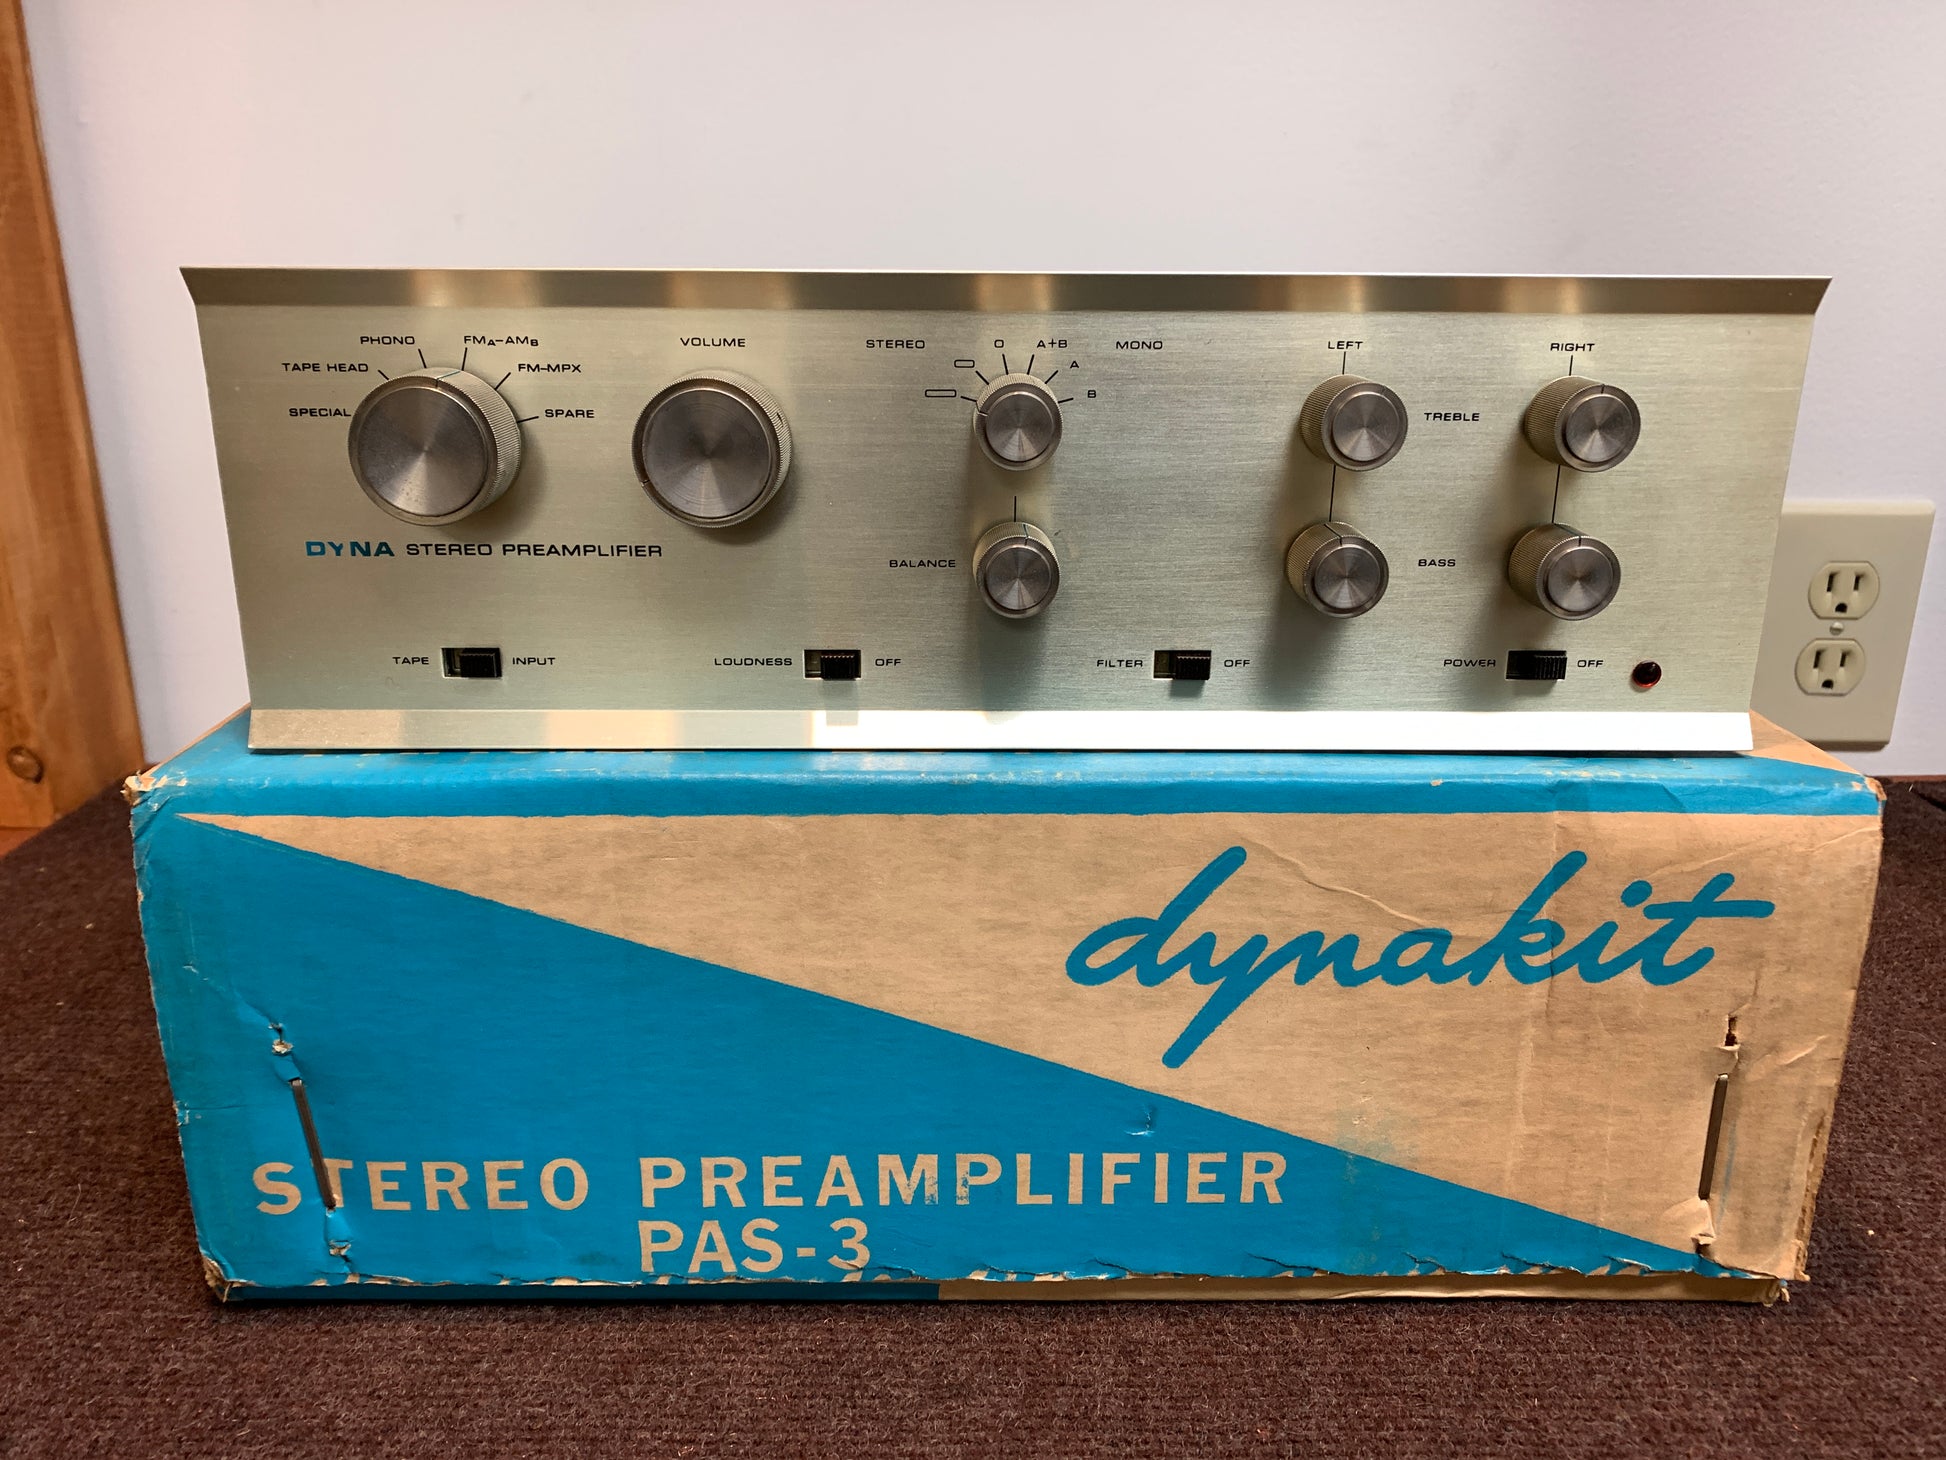 PHONO
FMA-AMB
TAPE HEAD
FM-MPX
SPECIAL
SPARE
VOLUME
STEREO
O
A+B
A
B
MONO
LEFT
RIGHT
TREBLE
DYNA STEREO PREAMPLIFIER
BALANCE
BASS
TAPE
INPUT
LOUDNESS
OFF
FILTER
OFF
POWER
OFF
dynakit
STEREO PREAMPLIFIER
PAS-3